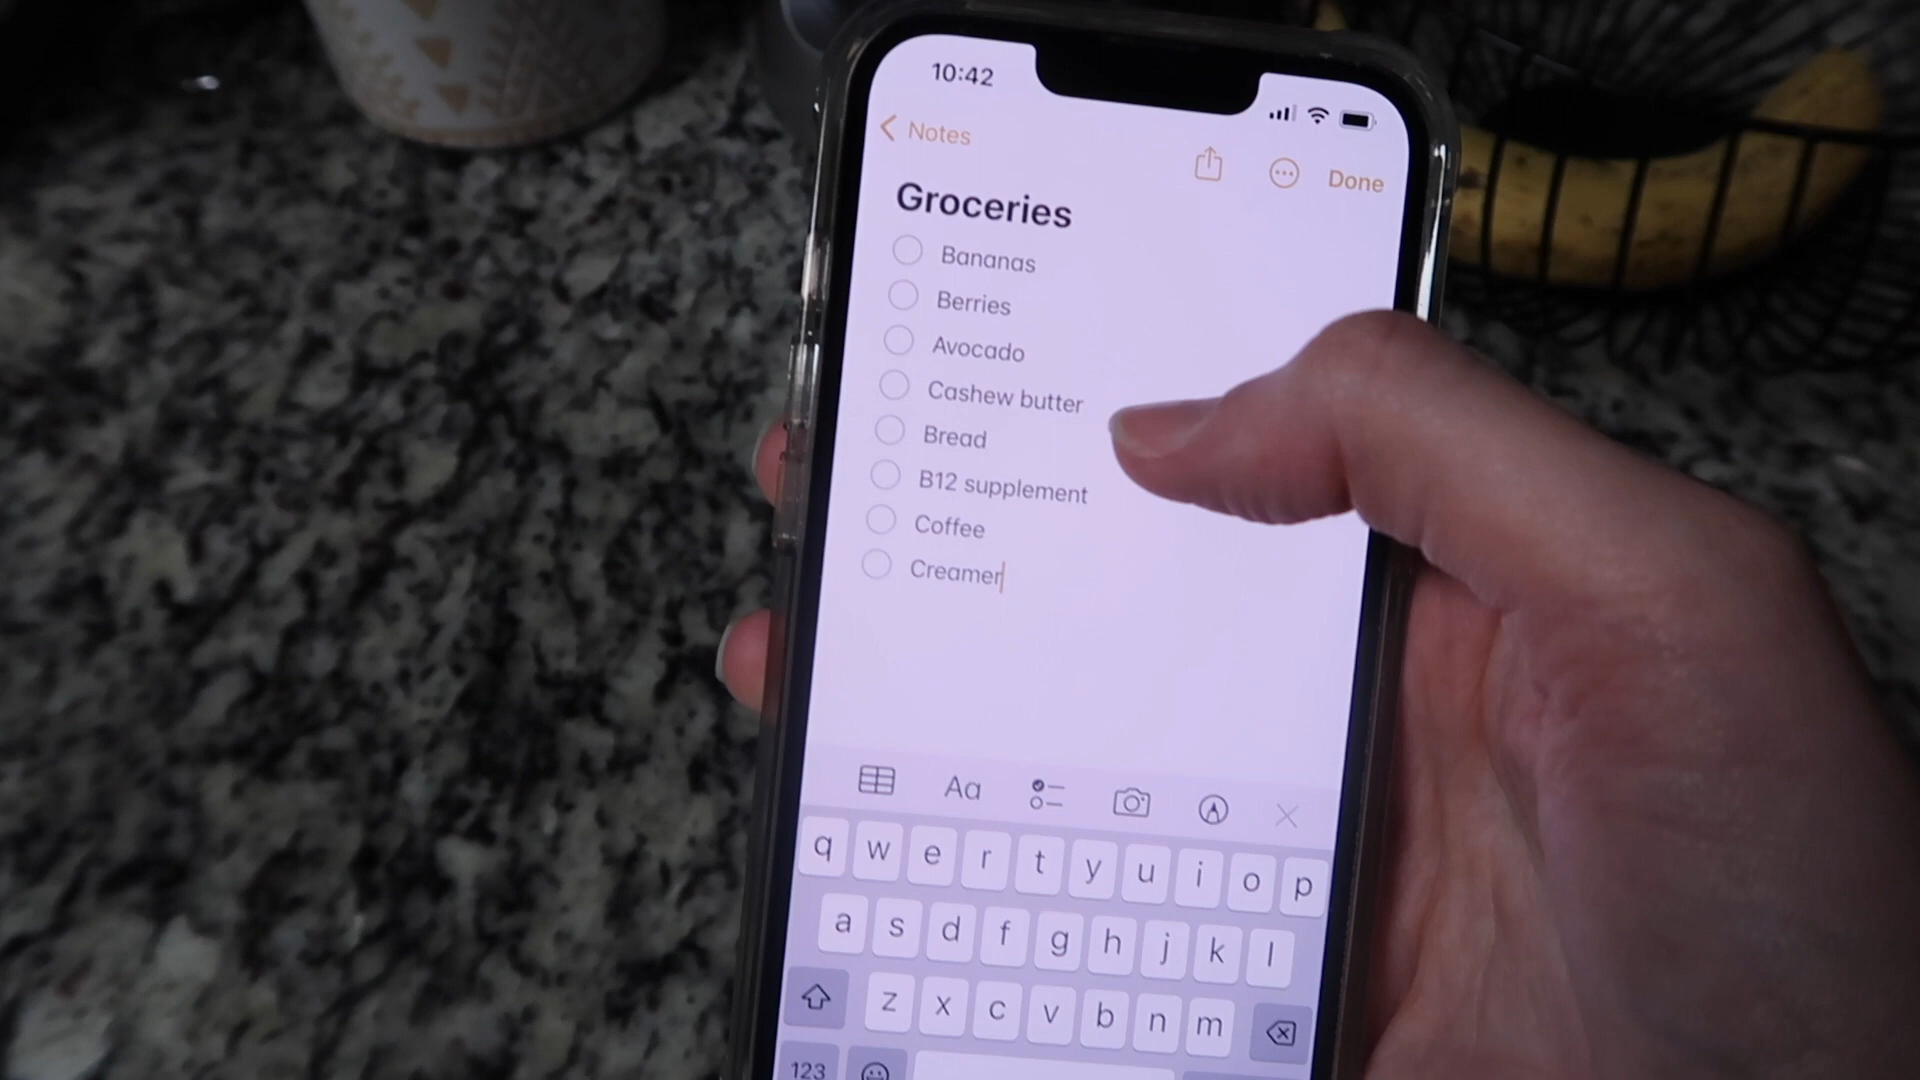 10:42
Notes
Done
Groceries
Bananas
Berries
Avocado
Cashew butter
Bread
B12 supplement
Coffee
Creamer
Aa
q w e r t y u i o p
a s d f g h j k l
z x c v b n m
123